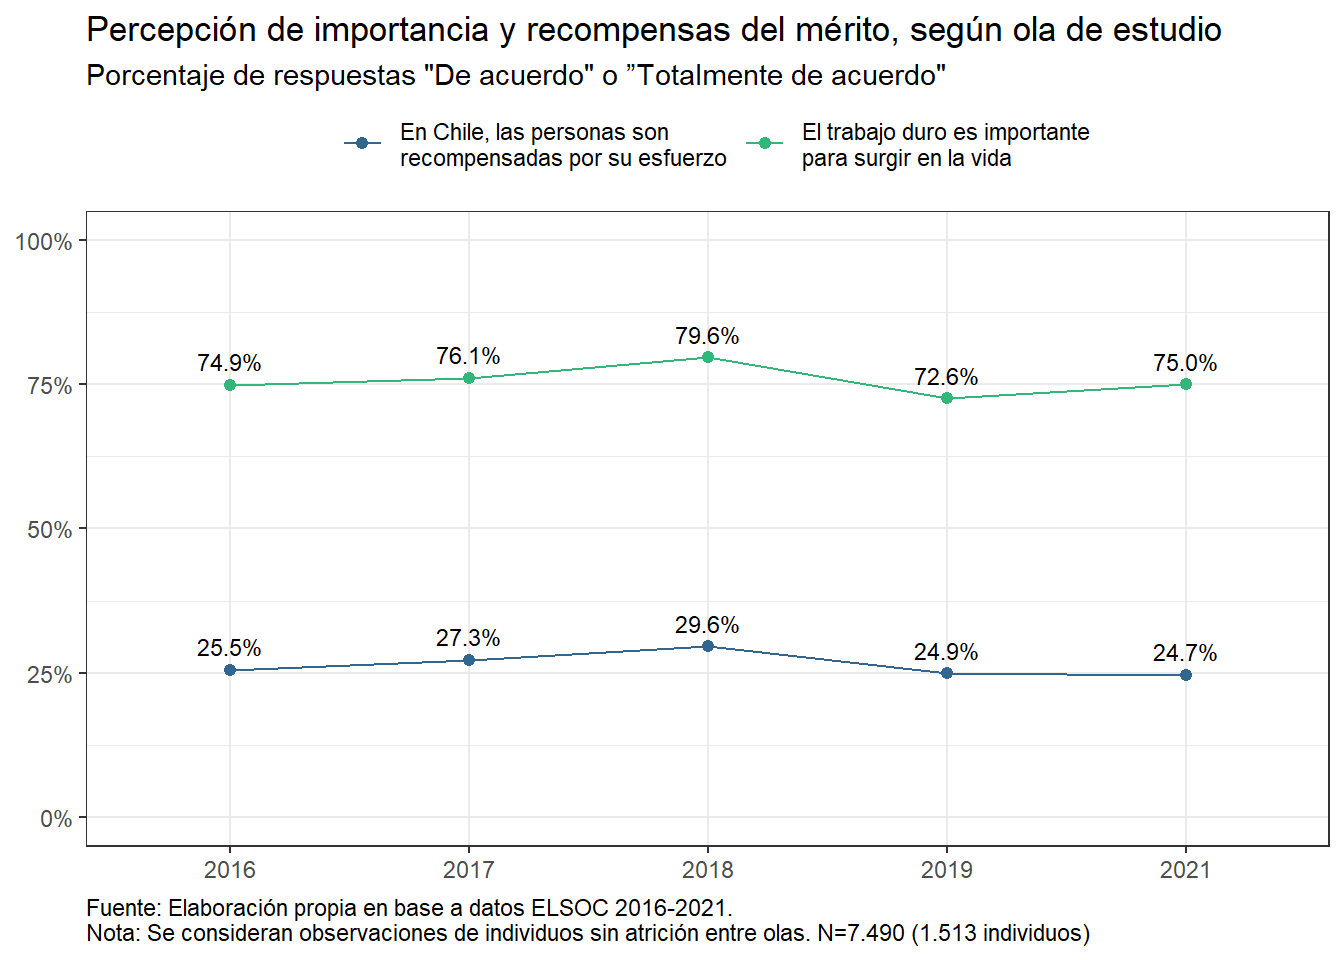 Percepción de importancia y recompensas del mérito, según ola de estudio
Porcentaje de respuestas "De acuerdo" o ”Totalmente de acuerdo"
En Chile, las personas son
recompensadas por su esfuerzo
El trabajo duro es importante
para surgir en la vida
100%
75%
50%
25%
0%
74.9%
76.1%
79.6%
72.6%
75.0%
25.5%
27.3%
29.6%
24.9%
24.7%
2016
2017
2018
2019
2021
Fuente: Elaboración propia en base a datos ELSOC 2016-2021.
Nota: Se consideran observaciones de individuos sin atrición entre olas. N=7.490 (1.513 individuos)